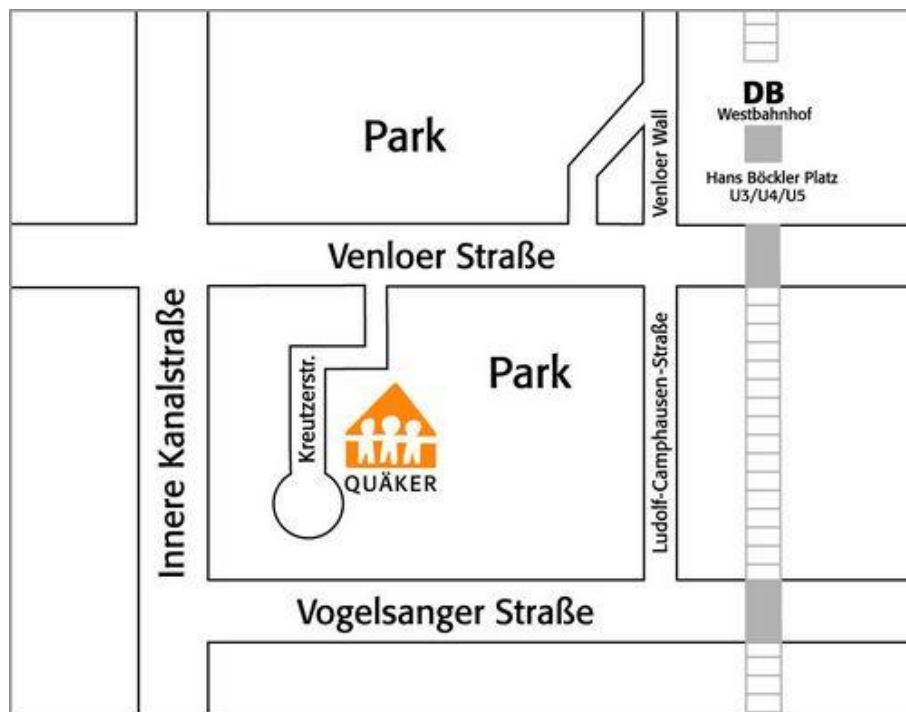 DB
Westbahnhof
Park
Venloer Wall
Hans Böckler Platz
U3/U4/U5
Venloer Straße
Innere Kanalstraße
Kreutzerstr.
Park
Ludolf-Camphausen-Straße
QUÄKER
Vogelsanger Straße